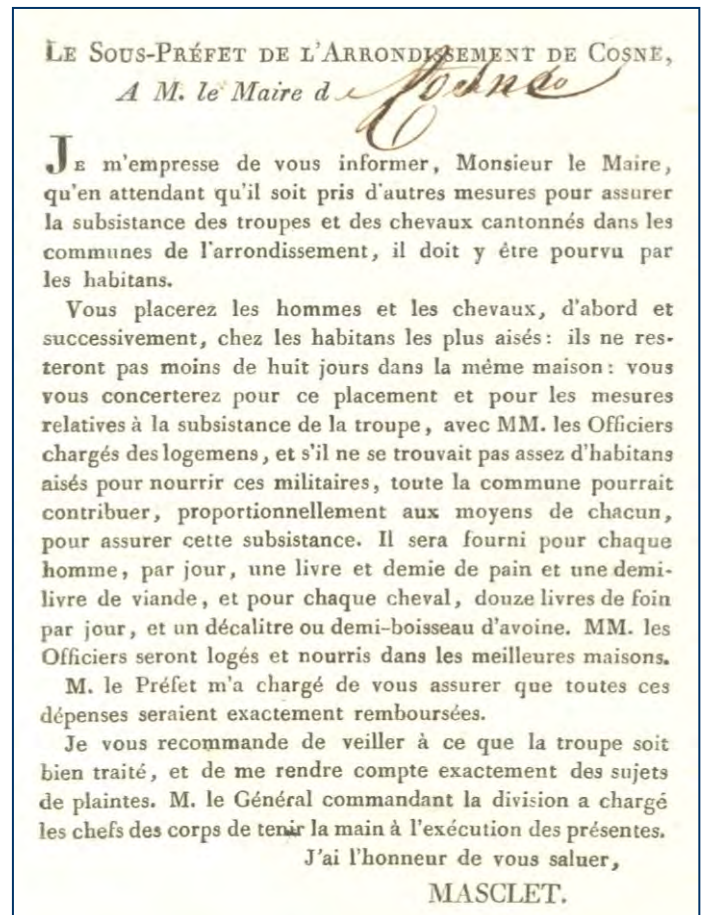 LE SOUS-PRÉFET DE L'ARRONDISSEMENT DE COSNE,
A M. le Maire d
JE m'empresse de vous informer, Monsieur le Maire,
qu'en attendant qu'il soit pris d'autres mesures pour assurer
la subsistance des troupes et des chevaux cantonnés dans les
communes de l'arrondissement, il doit y être pourvu par
les habitans.
Vous placerez les hommes et les chevaux, d'abord et
successivement, chez les habitans les plus aisés: ils ne res-
teront pas moins de huit jours dans la même maison: vous
vous concerterez pour ce placement et pour les mesures
relatives à la subsistance de la troupe, avec MM. les Officiers
chargés des logemens, et s'il ne se trouvait pas assez d'habitans
aisés pour nourrir ces militaires, toute la commune pourrait
contribuer, proportionnellement aux moyens de chacun,
pour assurer cette subsistance. Il sera fourni pour chaque
homme, par jour, une livre et demie de pain et une demi-
livre de viande, et pour chaque cheval, douze livres de foin
par jour, et un décalitre ou demi-boisseau d'avoine. MM. les
Officiers seront logés et nourris dans les meilleures maisons.
M. le Préfet m'a chargé de vous assurer que toutes ces
dépenses seraient exactement remboursées.
Je vous recommande de veiller à ce que la troupe soit
bien traité, et de me rendre compte exactement des sujets
de plaintes. M. le Général commandant la division a chargé
les chefs des corps de tenir la main à l'exécution des présentes.
J'ai l'honneur de vous saluer,
MASCLET.